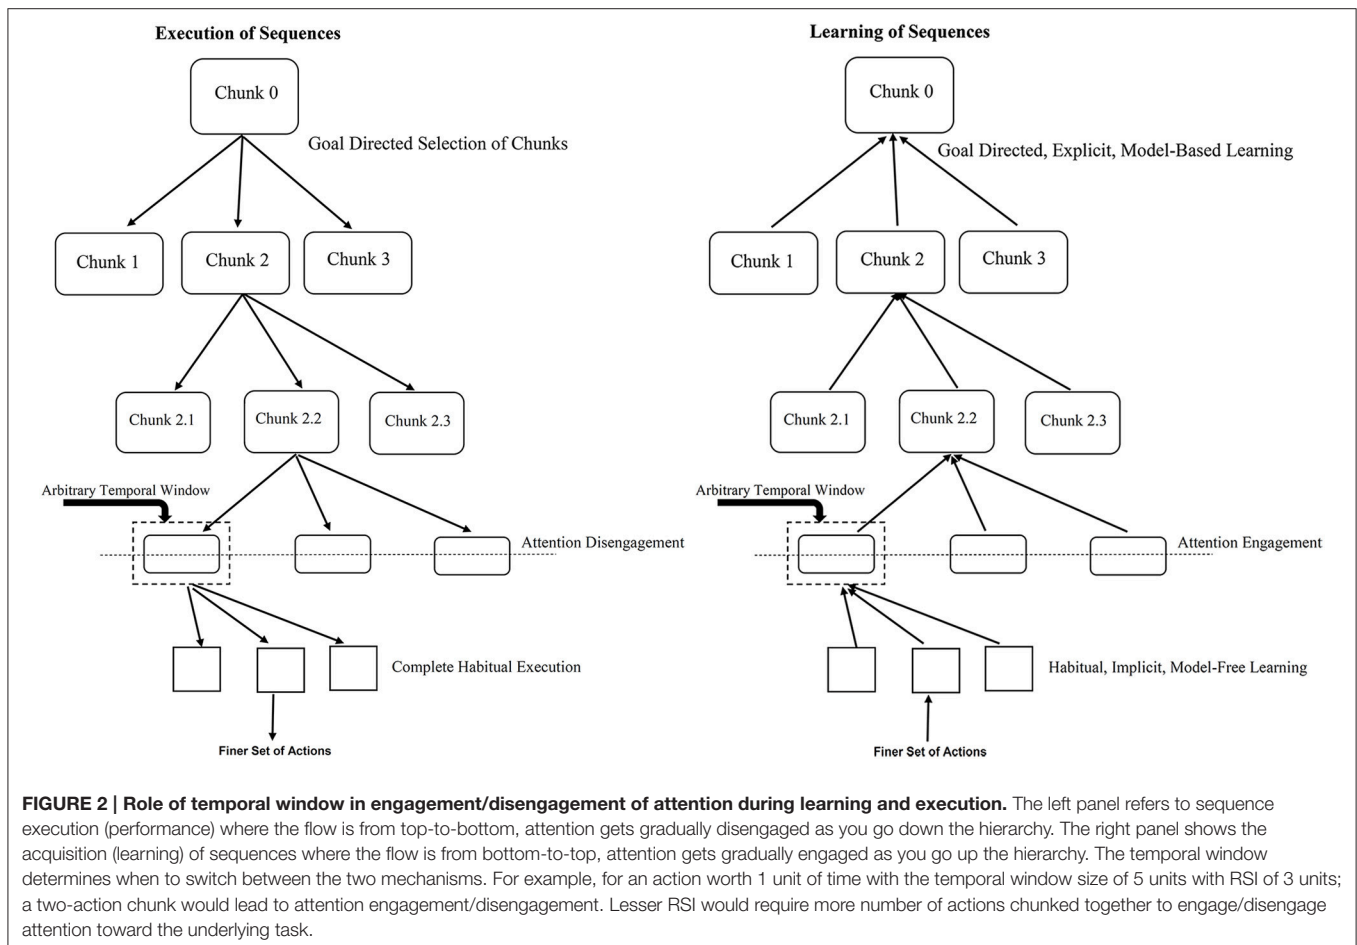 Execution of Sequences
Chunk 0
Goal Directed Selection of Chunks
Chunk 1
Chunk 2
Chunk 3
Chunk 2.1
Chunk 2.2
Chunk 2.3
Arbitrary Temporal Window
Attention Disengagement
Complete Habitual Execution
Finer Set of Actions
Learning of Sequences
Chunk 0
Goal Directed, Explicit, Model-Based Learning
Chunk 1
Chunk 2
Chunk 3
Chunk 2.1
Chunk 2.2
Chunk 2.3
Arbitrary Temporal Window
Attention Engagement
Habitual, Implicit, Model-Free Learning
Finer Set of Actions
FIGURE 2 | Role of temporal window in engagement/disengagement of attention during learning and execution. The left panel refers to sequence
execution (performance) where the flow is from top-to-bottom, attention gets gradually disengaged as you go down the hierarchy. The right panel shows the
acquisition (learning) of sequences where the flow is from bottom-to-top, attention gets gradually engaged as you go up the hierarchy. The temporal window
determines when to switch between the two mechanisms. For example, for an action worth 1 unit of time with the temporal window size of 5 units with RSI of 3 units;
a two-action chunk would lead to attention engagement/disengagement. Lesser RSI would require more number of actions chunked together to engage/disengage
attention toward the underlying task.